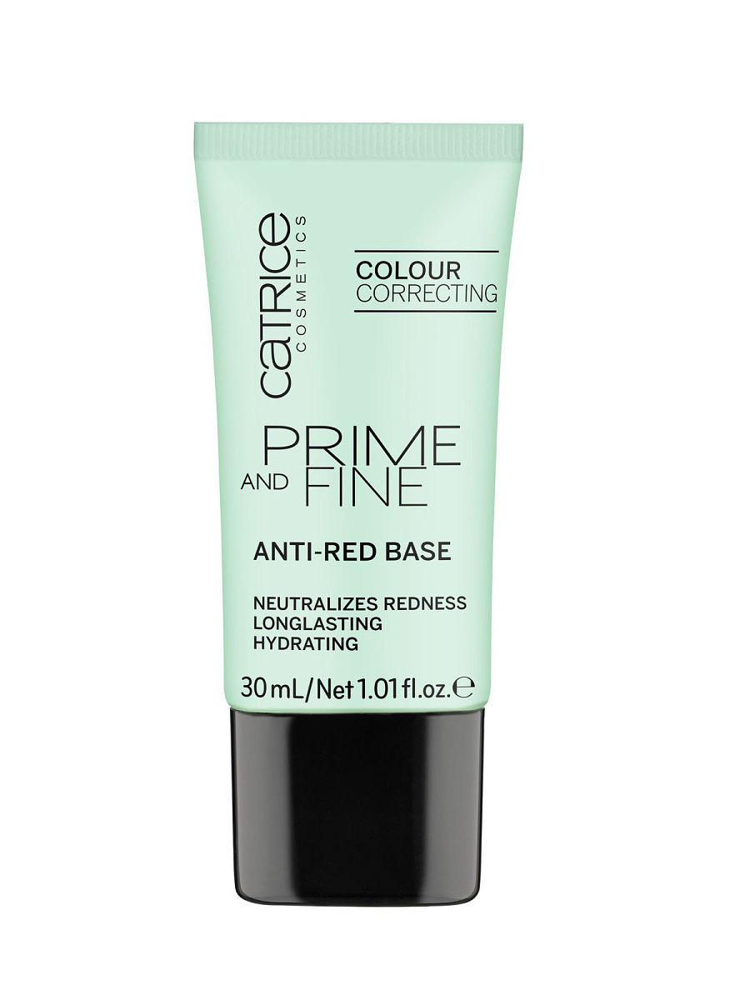 CATRICE
COSMETICS
COLOUR
CORRECTING
PRIME
AND FINE
ANTI-RED BASE
NEUTRALIZES REDNESS
LONGLASTING
HYDRATING
30 mL/Net 1.01 fl.oz. ℮